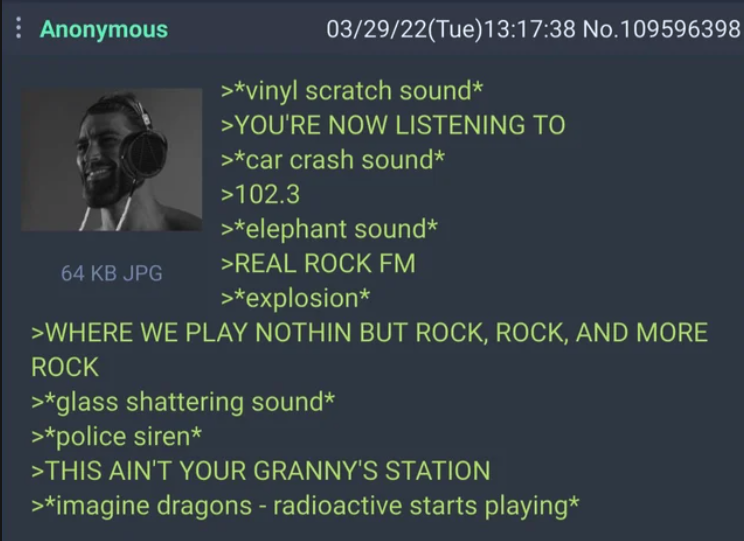 Anonymous 03/29/22(Tue)13:17:38 No.109596398
>*vinyl scratch sound*
>YOU'RE NOW LISTENING TO
>*car crash sound*
>102.3
>*elephant sound*
>REAL ROCK FM
>*explosion*
64 KB JPG
>WHERE WE PLAY NOTHIN BUT ROCK, ROCK, AND MORE
ROCK
>*glass shattering sound*
>*police siren*
>THIS AIN'T YOUR GRANNY'S STATION
>*imagine dragons - radioactive starts playing*